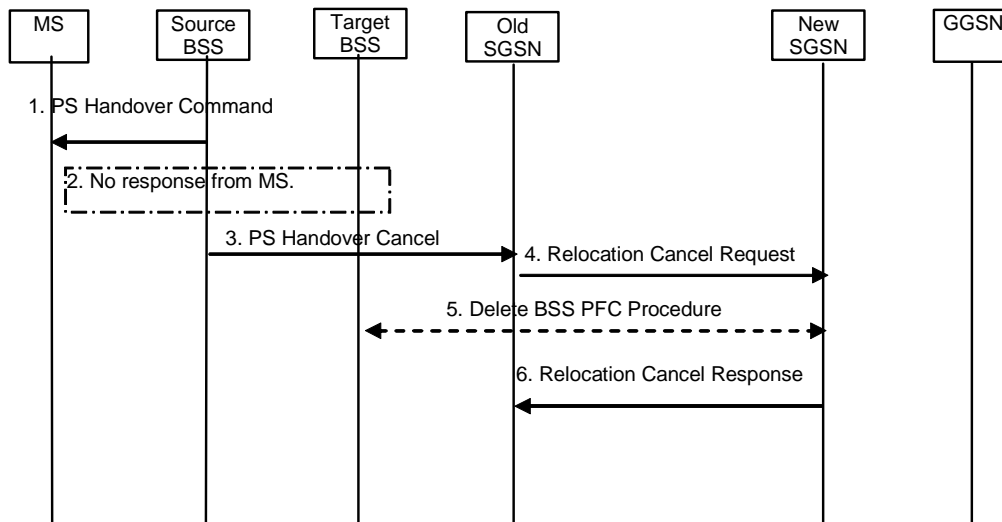 MS
Source
BSS
Target
BSS
Old
SGSN
New
SGSN
GGSN
1. PS Handover Command
2. No response from MS.
3. PS Handover Cancel
4. Relocation Cancel Request
5. Delete BSS PFC Procedure
6. Relocation Cancel Response